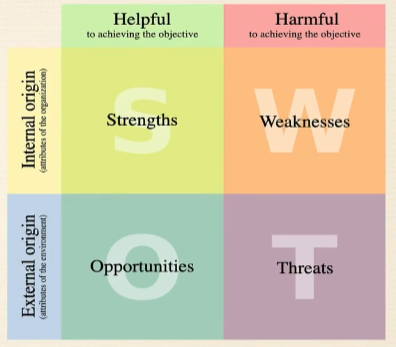 Helpful
to achieving the objective
Harmful
to achieving the objective
Internal origin
(attributes of the organization)
S
Strengths
W
Weaknesses
External origin
(attributes of the environment)
O
Opportunities
T
Threats